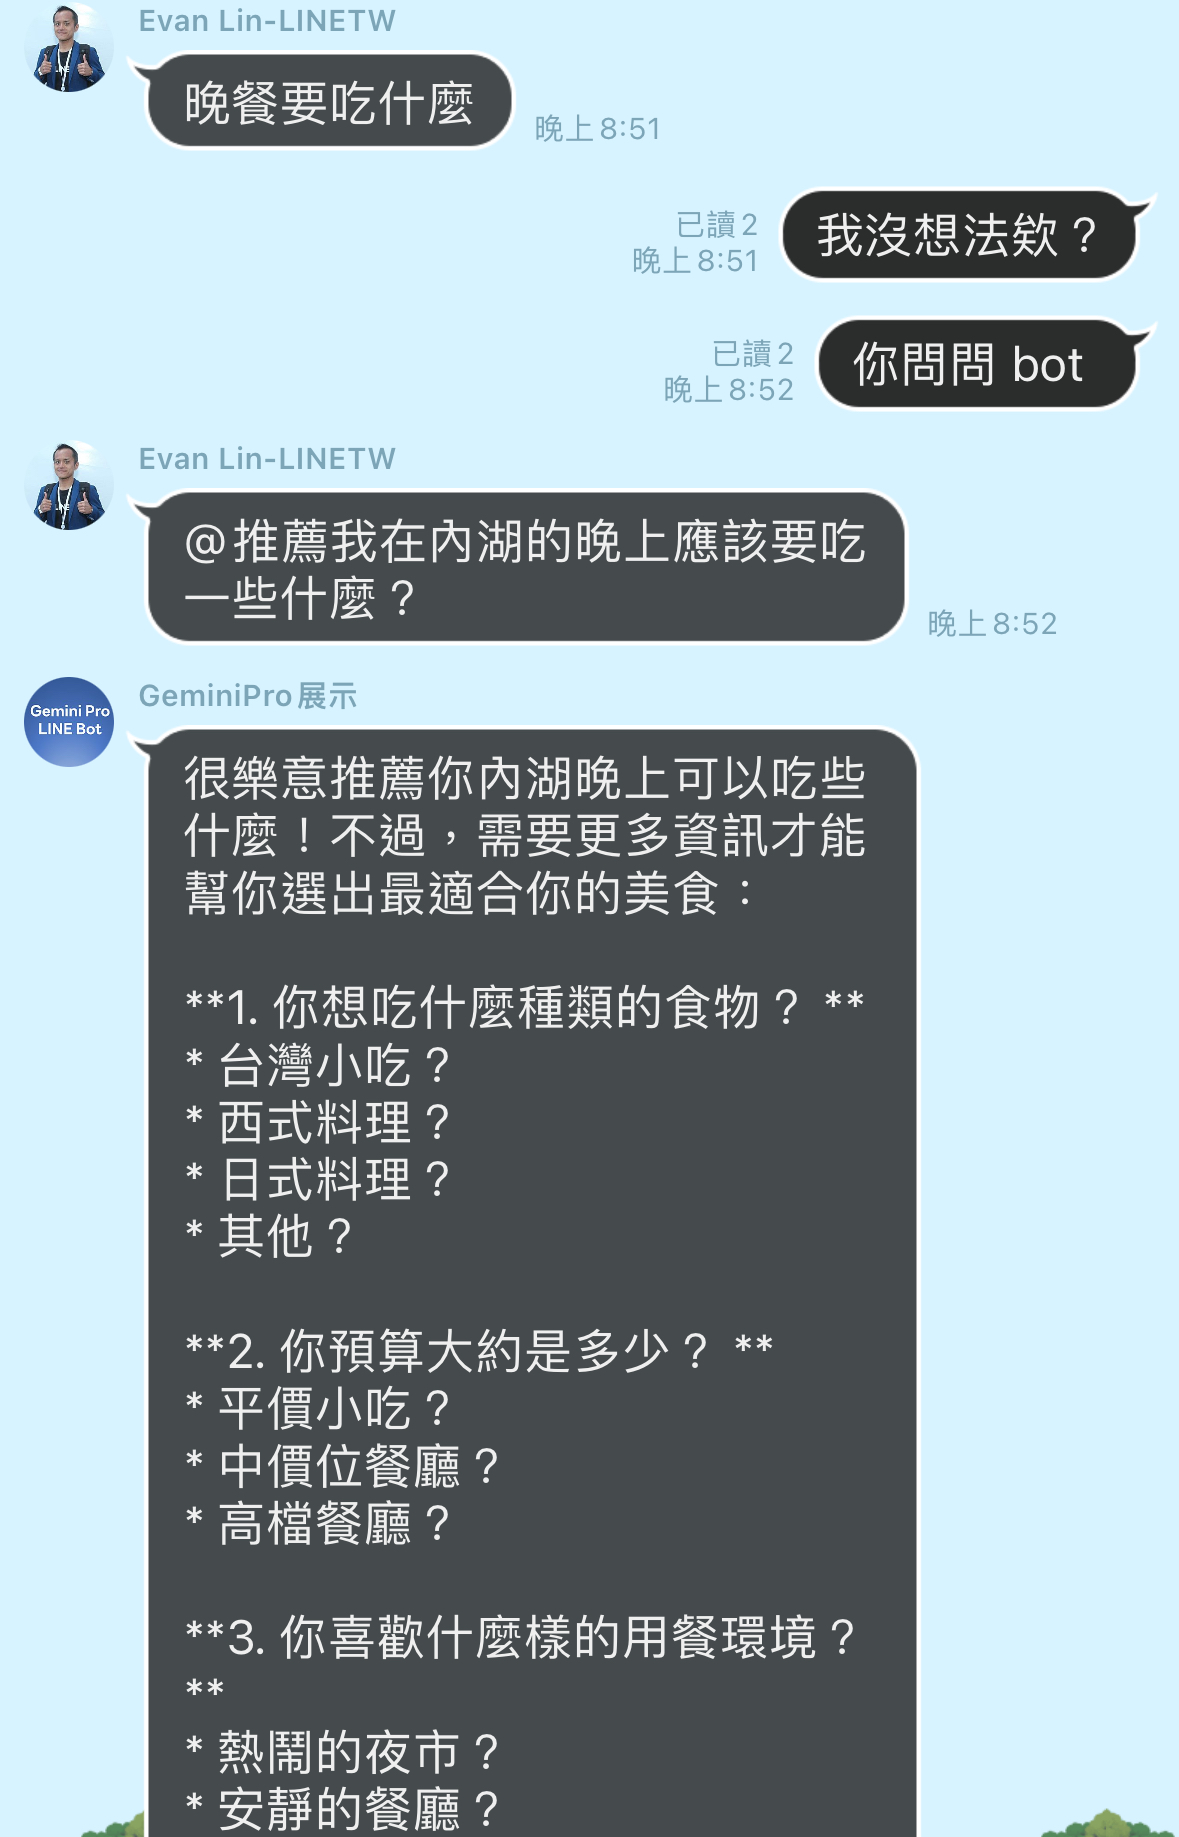 Evan Lin-LINETW
晚餐要吃什麼
晚上 8:51
已讀 2
晚上 8:51
我沒想法欸？
已讀 2
晚上 8:52
你問問 bot
Evan Lin-LINETW
@推薦我在內湖的晚上應該要吃
一些什麼？
晚上 8:52
Gemini Pro
LINE Bot
GeminiPro展示
很樂意推薦你內湖晚上可以吃些
什麼！不過，需要更多資訊才能
幫你選出最適合你的美食：
**1. 你想吃什麼種類的食物？ **
* 台灣小吃？
* 西式料理？
* 日式料理？
* 其他？
**2. 你預算大約是多少？ **
* 平價小吃？
* 中價位餐廳？
* 高檔餐廳？
**3. 你喜歡什麼樣的用餐環境？
**
* 熱鬧的夜市？
* 安靜的餐廳？